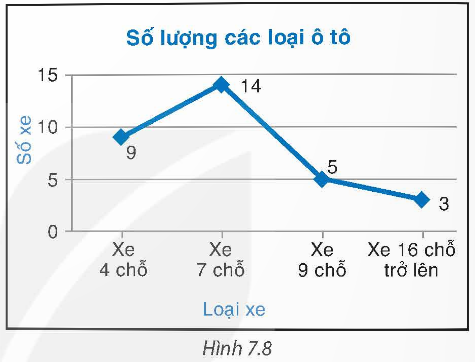 Số lượng các loại ô tô
Số xe
15
10
5
0
9
14
5
3
Xe
4 chỗ
Xe
7 chỗ
Xe
9 chỗ
Xe 16 chỗ
trở lên
Loại xe
Hình 7.8